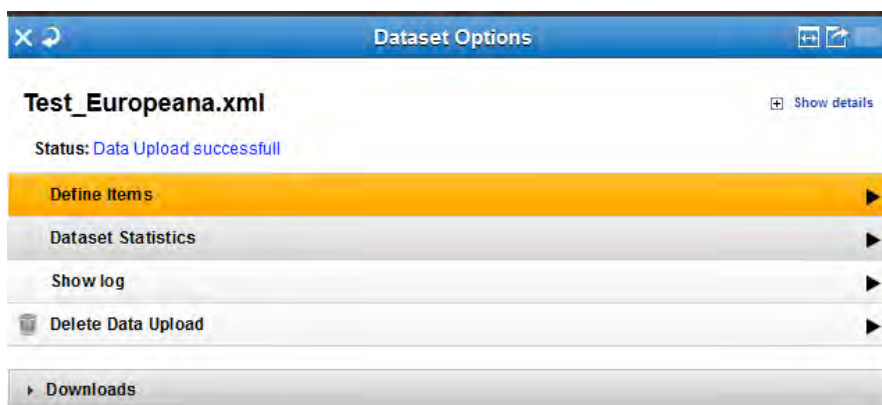 Dataset Options
Test_Europeana.xml
Show details
Status: Data Upload successfull
Define Items
Dataset Statistics
Show log
Delete Data Upload
Downloads